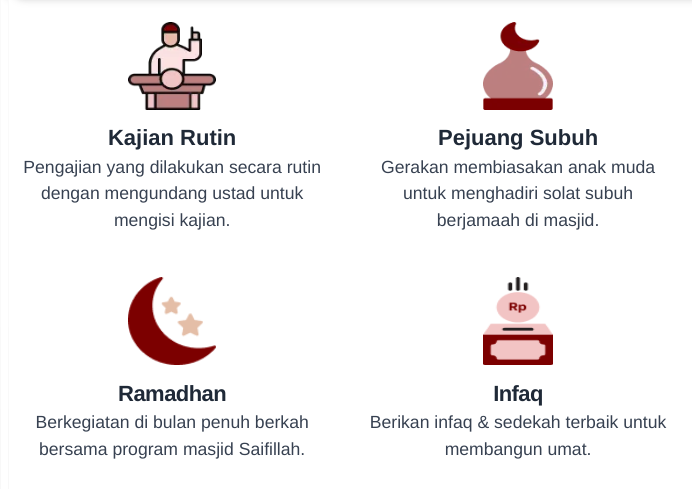 Kajian Rutin
Pengajian yang dilakukan secara rutin
dengan mengundang ustad untuk
mengisi kajian.
Pejuang Subuh
Gerakan membiasakan anak muda
untuk menghadiri solat subuh
berjamaah di masjid.
Ramadhan
Berkegiatan di bulan penuh berkah
bersama program masjid Saifillah.
Rp
Infaq
Berikan infaq & sedekah terbaik untuk
membangun umat.